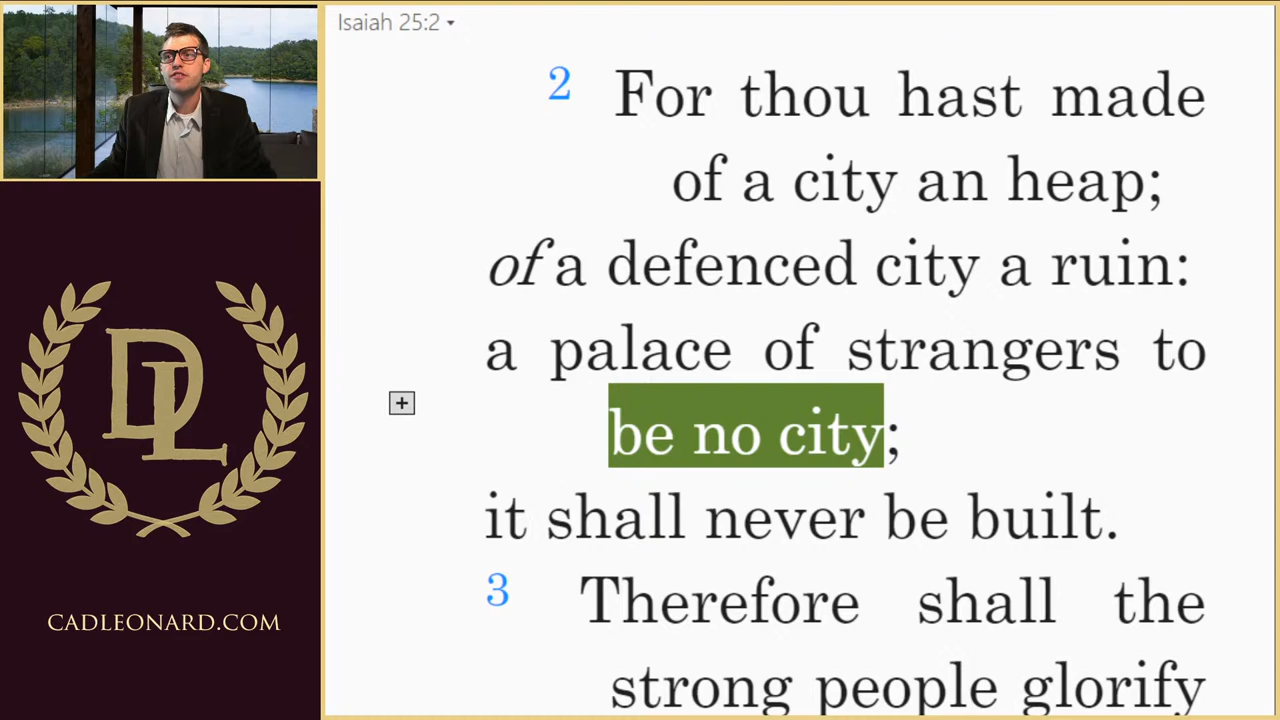 Isaiah 25:2
2 For thou hast made
of a city an heap;
of a defenced city a ruin:
a palace of strangers to
be no city;
it shall never be built.
3 Therefore shall the
strong people glorify
DL
CADLEONARD.COM